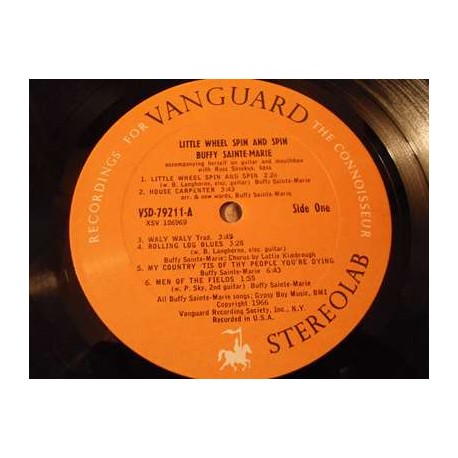 RECORDINGS FOR VANGUARD THE CONNOISSEUR
LITTLE WHEEL SPIN AND SPIN
BUFFY SAINTE-MARIE
accompanying herself on guitar and mouthbow
with Russ Savakus, bass
1. LITTLE WHEEL SPIN AND SPIN 2:26
(w. B. Langhorne, elec. guitar) Buffy Sainte-Marie
2. HOUSE CARPENTER 3:43
arr. & new words, Buffy Sainte-Marie
VSD-79211-A Side One
XSV 106969
3. WALY WALY Trad. 3:49
4. ROLLING LOG BLUES 3:28
(w. B. Langhorne, elec. guitar)
Buffy Sainte-Marie; Chorus by Lottie Kimbrough
5. MY COUNTRY 'TIS OF THY PEOPLE YOU'RE DYING
Buffy Sainte-Marie 6:43
6. MEN OF THE FIELDS 1:55
(w. P. Sky, 2nd guitar) Buffy Sainte-Marie
All Buffy Sainte-Marie songs; Gypsy Boy Music, BMI
Copyright 1966
Vanguard Recording Society, Inc., N.Y.
Recorded in U.S.A.
STEREOLAB